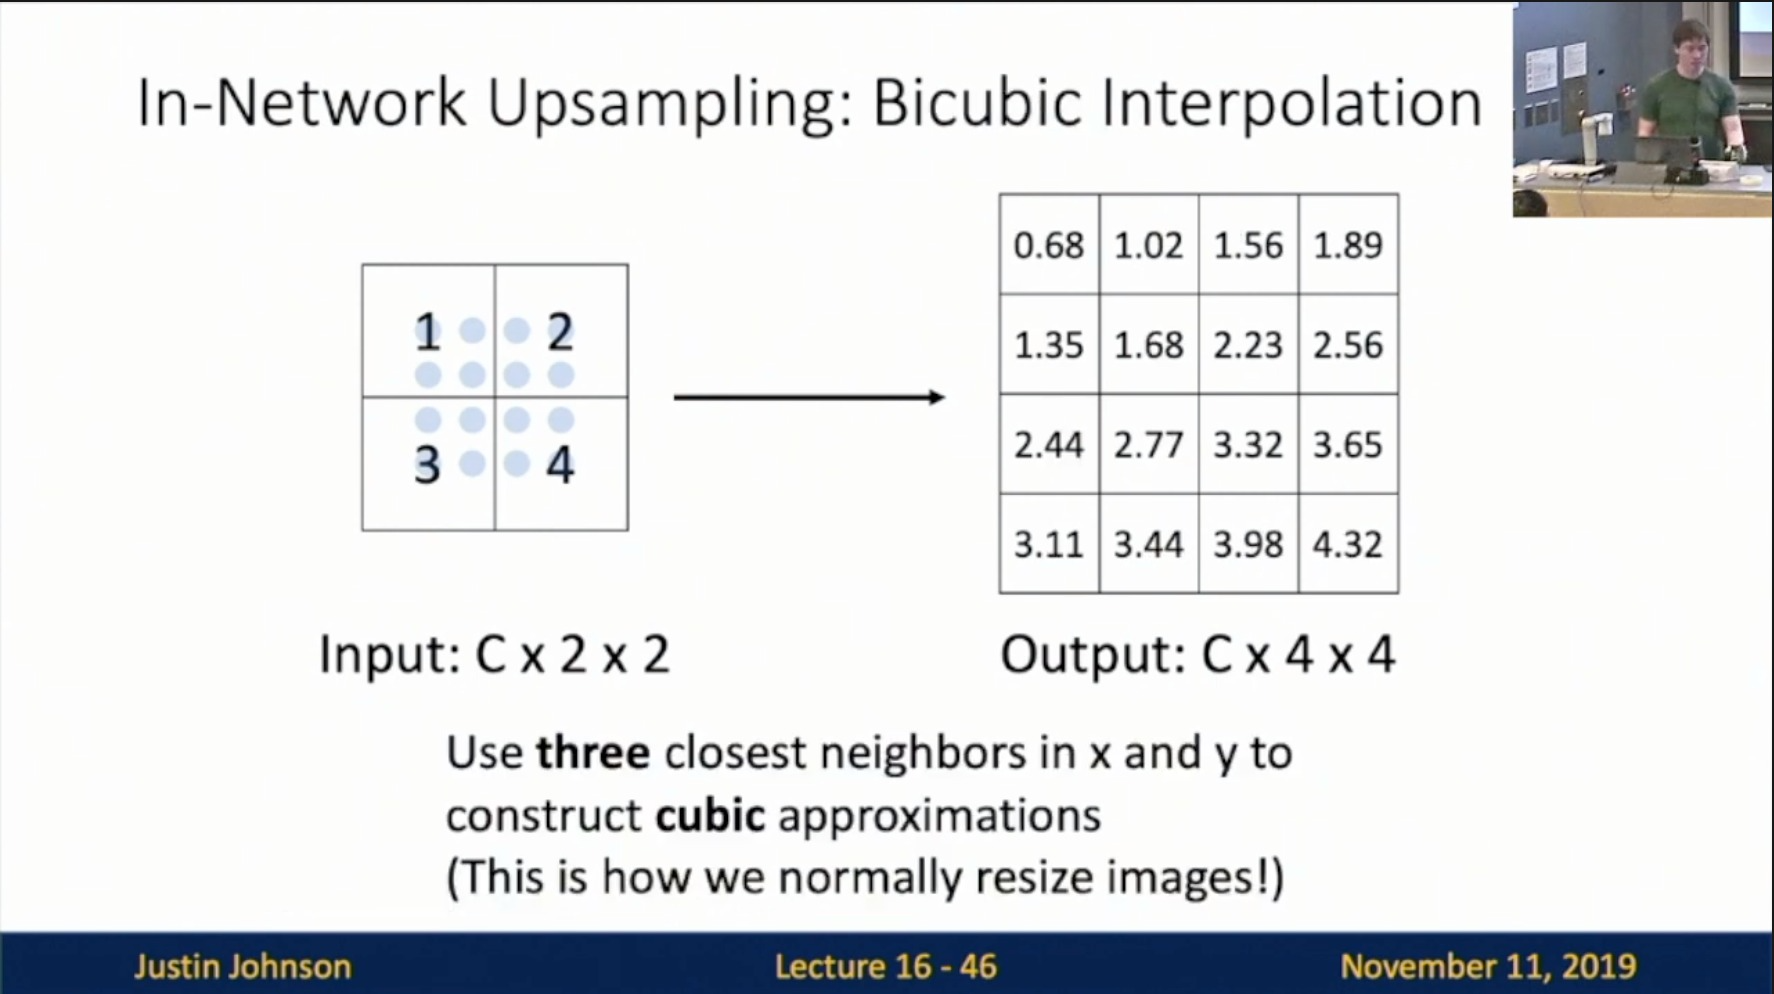 In-Network Upsampling: Bicubic Interpolation
1 2
3 4
0.68 1.02 1.56 1.89
1.35 1.68 2.23 2.56
2.44 2.77 3.32 3.65
3.11 3.44 3.98 4.32
Input: C x 2 x 2
Output: C x 4 x 4
Use three closest neighbors in x and y to
construct cubic approximations
(This is how we normally resize images!)
Justin Johnson
Lecture 16 - 46
November 11, 2019